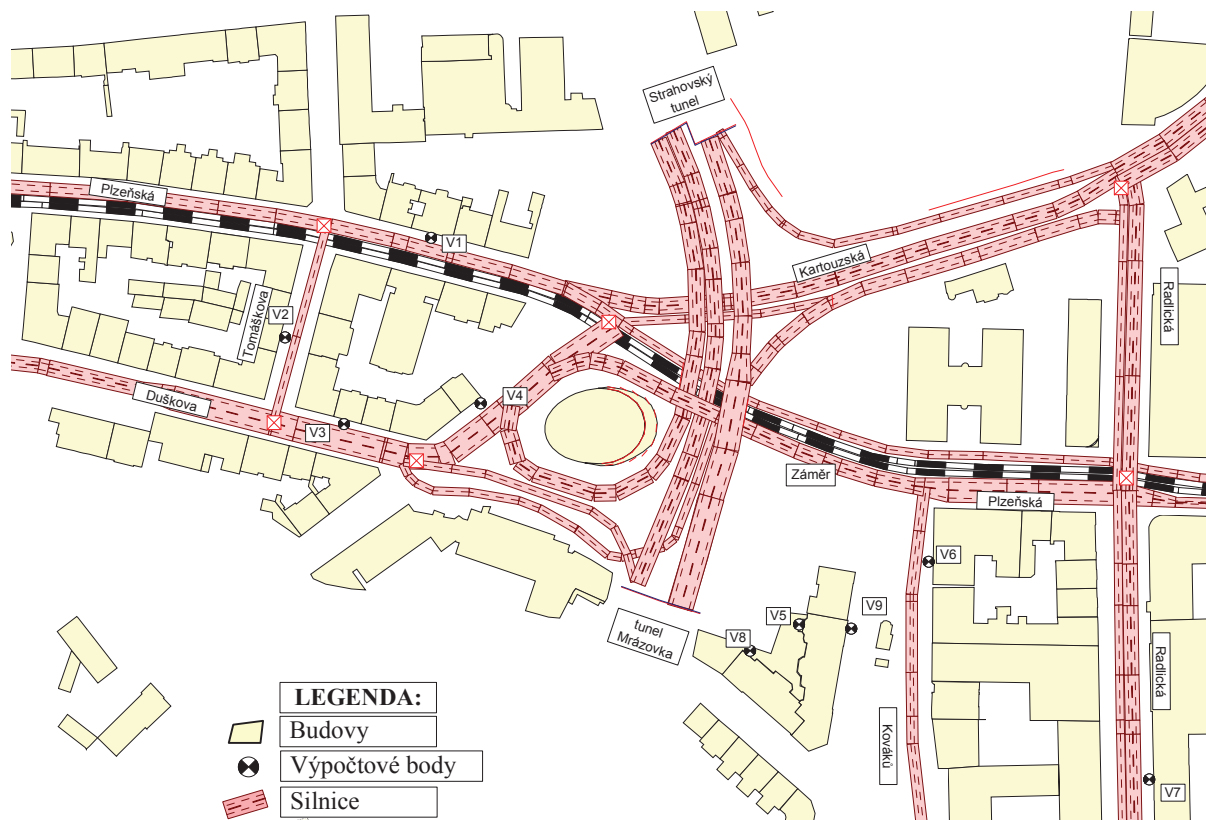 Strahovský
tunel
Plzeňská
V1
Kartouzská
Radlická
Tomáškova
V2
Duškova
V3
V4
Záměr
Plzeňská
V6
V5
V9
V8
tunel
Mrázovka
Radlická
Kováků
V7
LEGENDA:
Budovy
Výpočtové body
Silnice